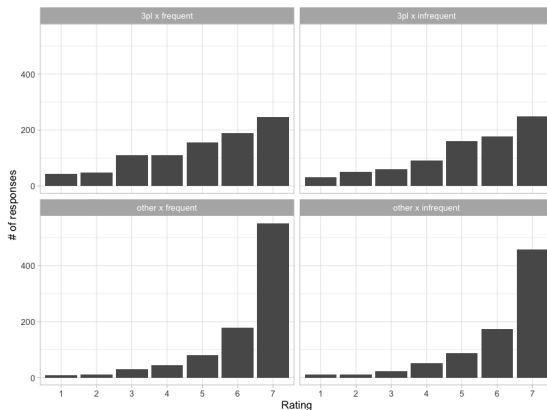 3pl x frequent
3pl x infrequent
400
200
0
other x frequent
other x infrequent
400
200
0
# of responses
1 2 3 4 5 6 7
1 2 3 4 5 6 7
Rating